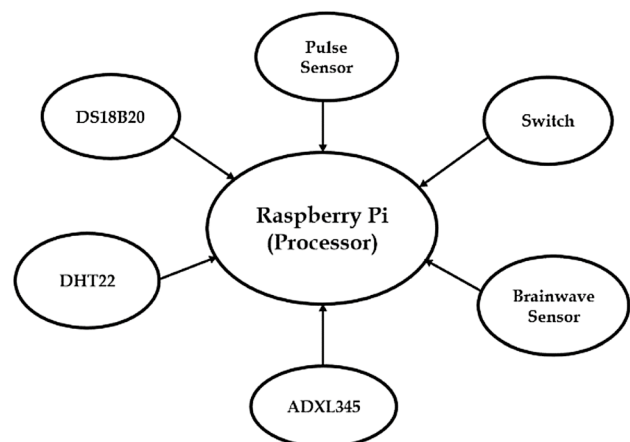 Pulse
Sensor
DS18B20
Switch
Raspberry Pi
(Processor)
DHT22
Brainwave
Sensor
ADXL345